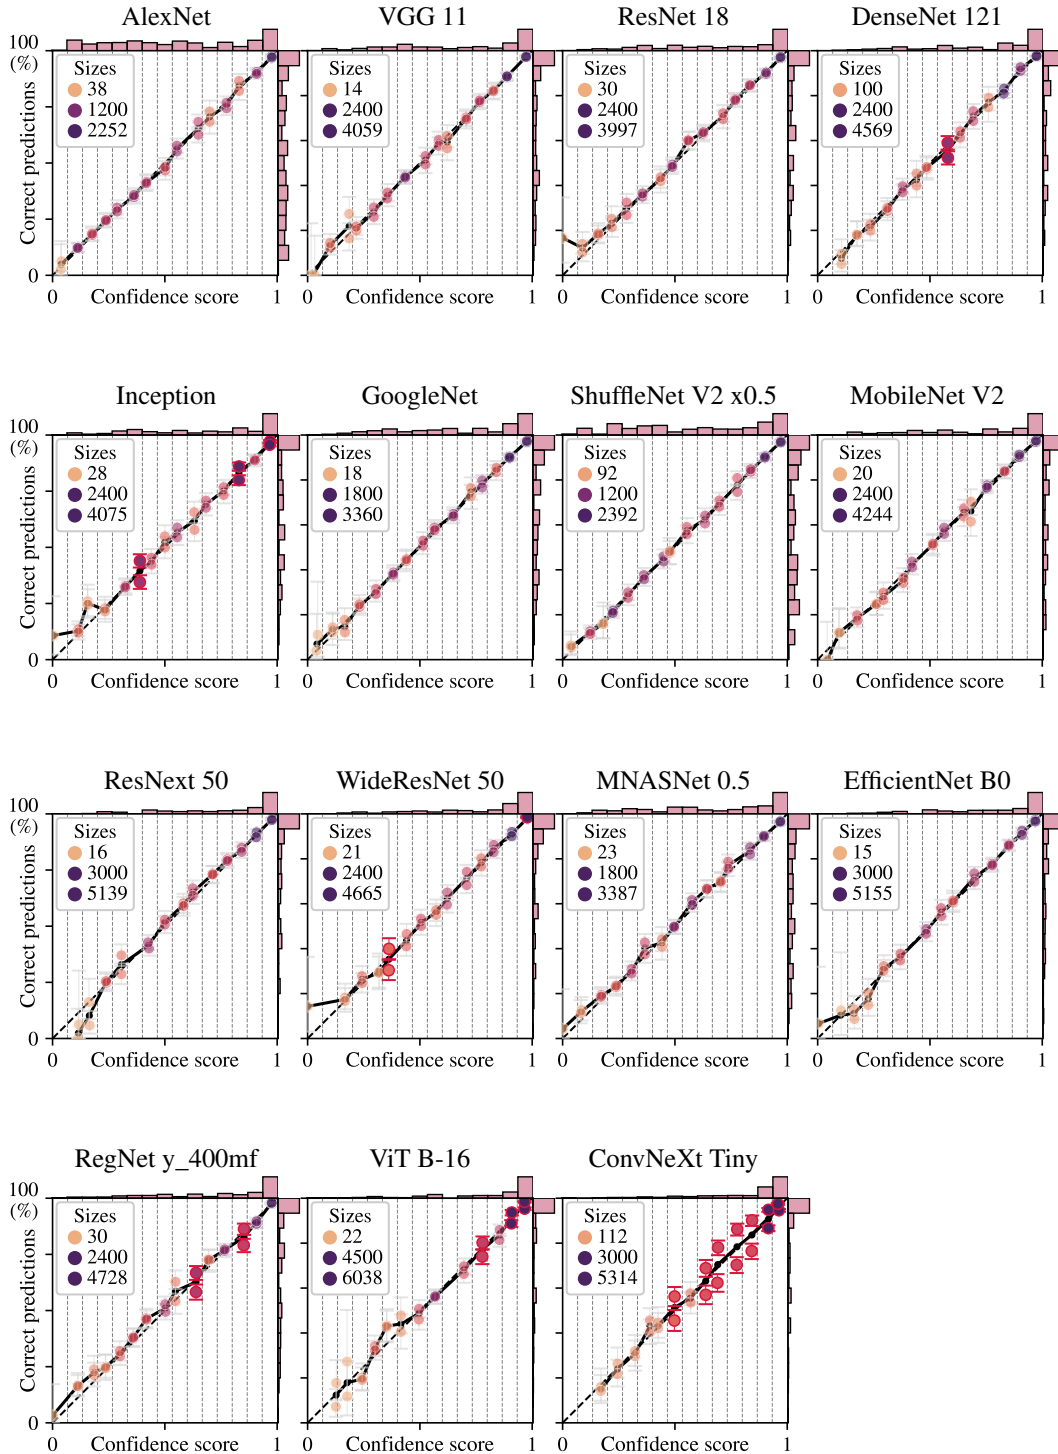 AlexNet
VGG 11
ResNet 18
DenseNet 121
100
(%)
Correct predictions
0
Sizes
38
1200
2252
Sizes
14
2400
4059
Sizes
30
2400
3997
Sizes
100
2400
4569
0 Confidence score 1
0 Confidence score 1
0 Confidence score 1
0 Confidence score 1
Inception
GoogleNet
ShuffleNet V2 x0.5
MobileNet V2
100
(%)
Correct predictions
0
Sizes
28
2400
4075
Sizes
18
1800
3360
Sizes
92
1200
2392
Sizes
20
2400
4244
0 Confidence score 1
0 Confidence score 1
0 Confidence score 1
0 Confidence score 1
ResNext 50
WideResNet 50
MNASNet 0.5
EfficientNet B0
100
(%)
Correct predictions
0
Sizes
16
3000
5139
Sizes
21
2400
4665
Sizes
23
1800
3387
Sizes
15
3000
5155
0 Confidence score 1
0 Confidence score 1
0 Confidence score 1
0 Confidence score 1
RegNet y_400mf
ViT B-16
ConvNeXt Tiny
100
(%)
Correct predictions
0
Sizes
30
2400
4728
Sizes
22
4500
6038
Sizes
112
3000
5314
0 Confidence score 1
0 Confidence score 1
0 Confidence score 1